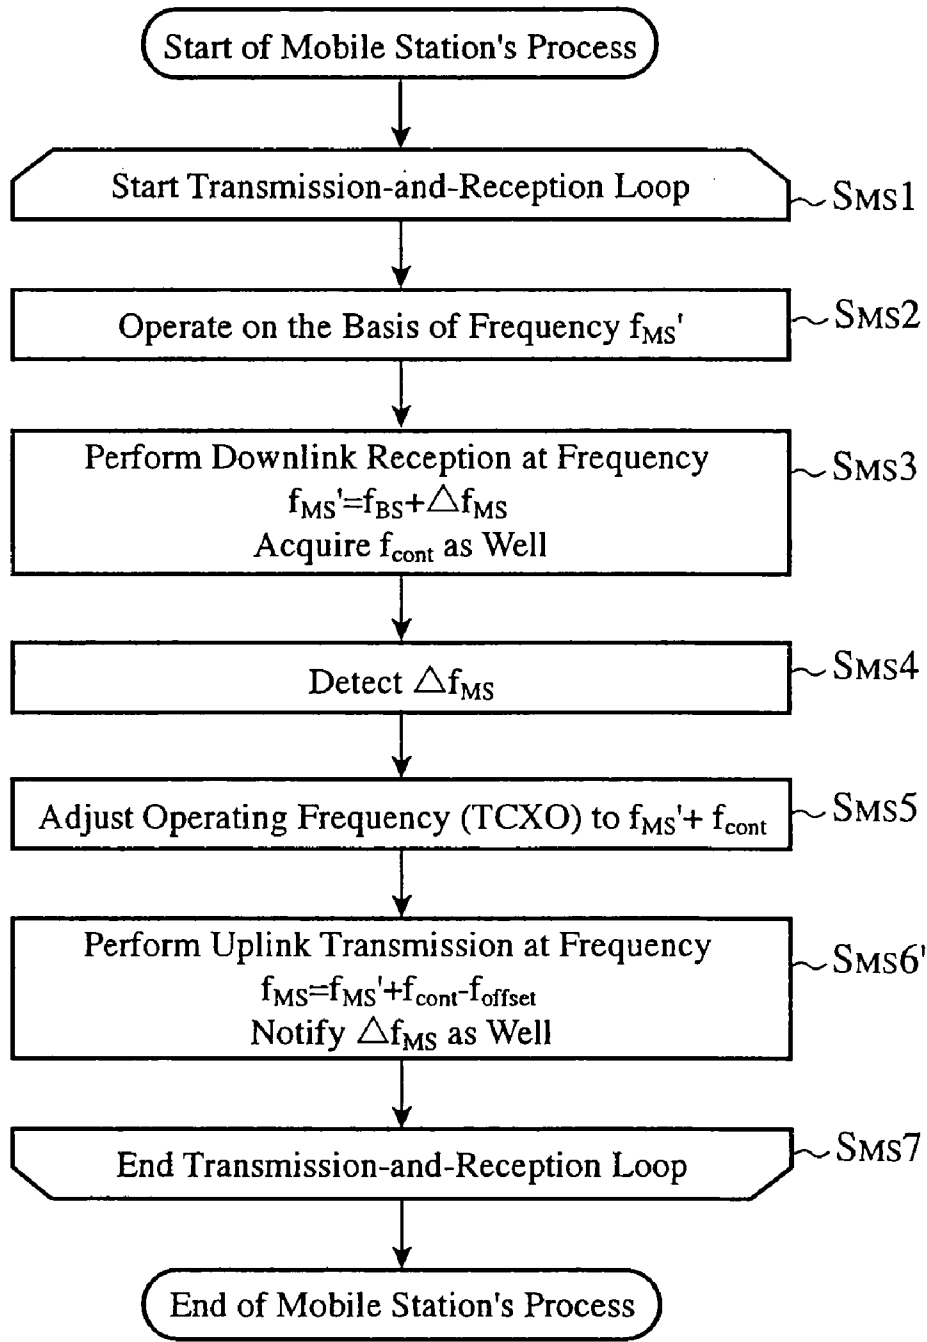 Start of Mobile Station's Process
Start Transmission-and-Reception Loop
SMS1
Operate on the Basis of Frequency fMS'
SMS2
Perform Downlink Reception at Frequency
fMS'=fBS+△fMS
Acquire fcont as Well
SMS3
Detect △fMS
SMS4
Adjust Operating Frequency (TCXO) to fMS'+ fcont
SMS5
Perform Uplink Transmission at Frequency
fMS=fMS'+fcont-foffset
Notify △fMS as Well
SMS6'
End Transmission-and-Reception Loop
SMS7
End of Mobile Station's Process